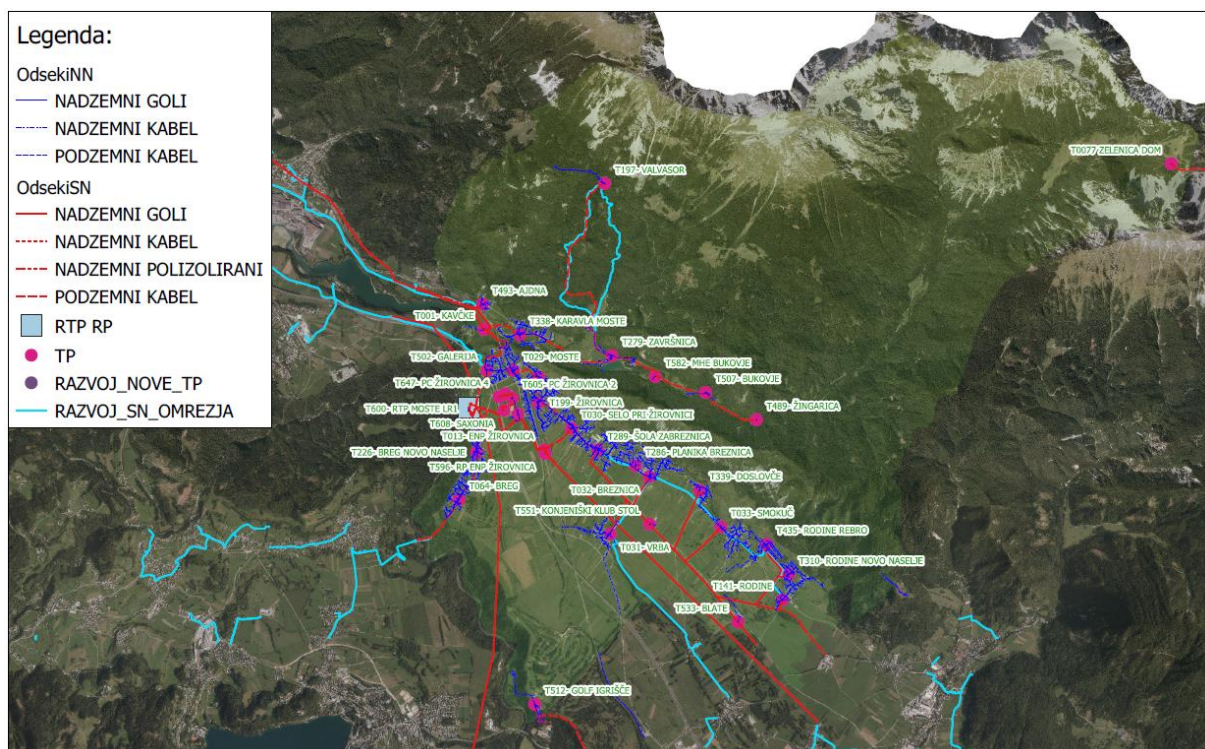 Legenda:
OdsekiNN
NADZEMNI GOLI
NADZEMNI KABEL
PODZEMNI KABEL
OdsekiSN
NADZEMNI GOLI
NADZEMNI KABEL
NADZEMNI POLIZOLIRANI
PODZEMNI KABEL
RTP RP
TP
RAZVOJ_NOVE_TP
RAZVOJ_SN_OMREZJA
T0077 ZELENICA DOM
T197- VALVASOR
T493- AJDNA
T001- KAVČKE
T338- KARAVLA MOSTE
T279- ZAVRŠNICA
T502- GALERIJA
T029- MOSTE
T582- MHE BUKOVJE
T647- PC ŽIROVNICA 4
T605- PC ŽIROVNICA 2
T507- BUKOVJE
T199- ŽIROVNICA
T600- RTP MOSTE LR1
T030- SELO PRI ŽIROVNICI
T489- ŽINGARICA
T608- SAXONIA
T013- ENP ŽIROVNICA
T289- ŠOLA ZABREZNICA
T226- BREG NOVO NASELJE
T286- PLANIKA BREZNICA
T596- RP ENP ŽIROVNICA
T339- DOSLOVČE
T064- BREG
T032- BREZNICA
T551- KONJENIŠKI KLUB STOL
T033- SMOKUČ
T435- RODINE REBRO
T031- VRBA
T310- RODINE NOVO NASELJE
T141- RODINE
T533- BLATE
T512- GOLF IGRIŠČE